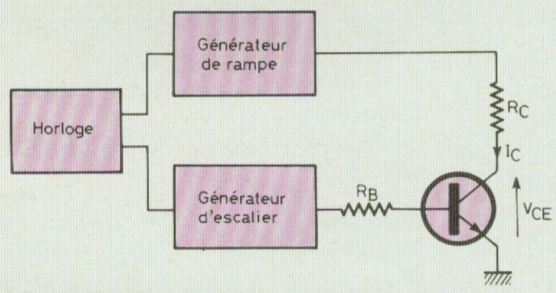 Générateur
de rampe
Horloge
RC
IC
Générateur
d'escalier
RB
VCE